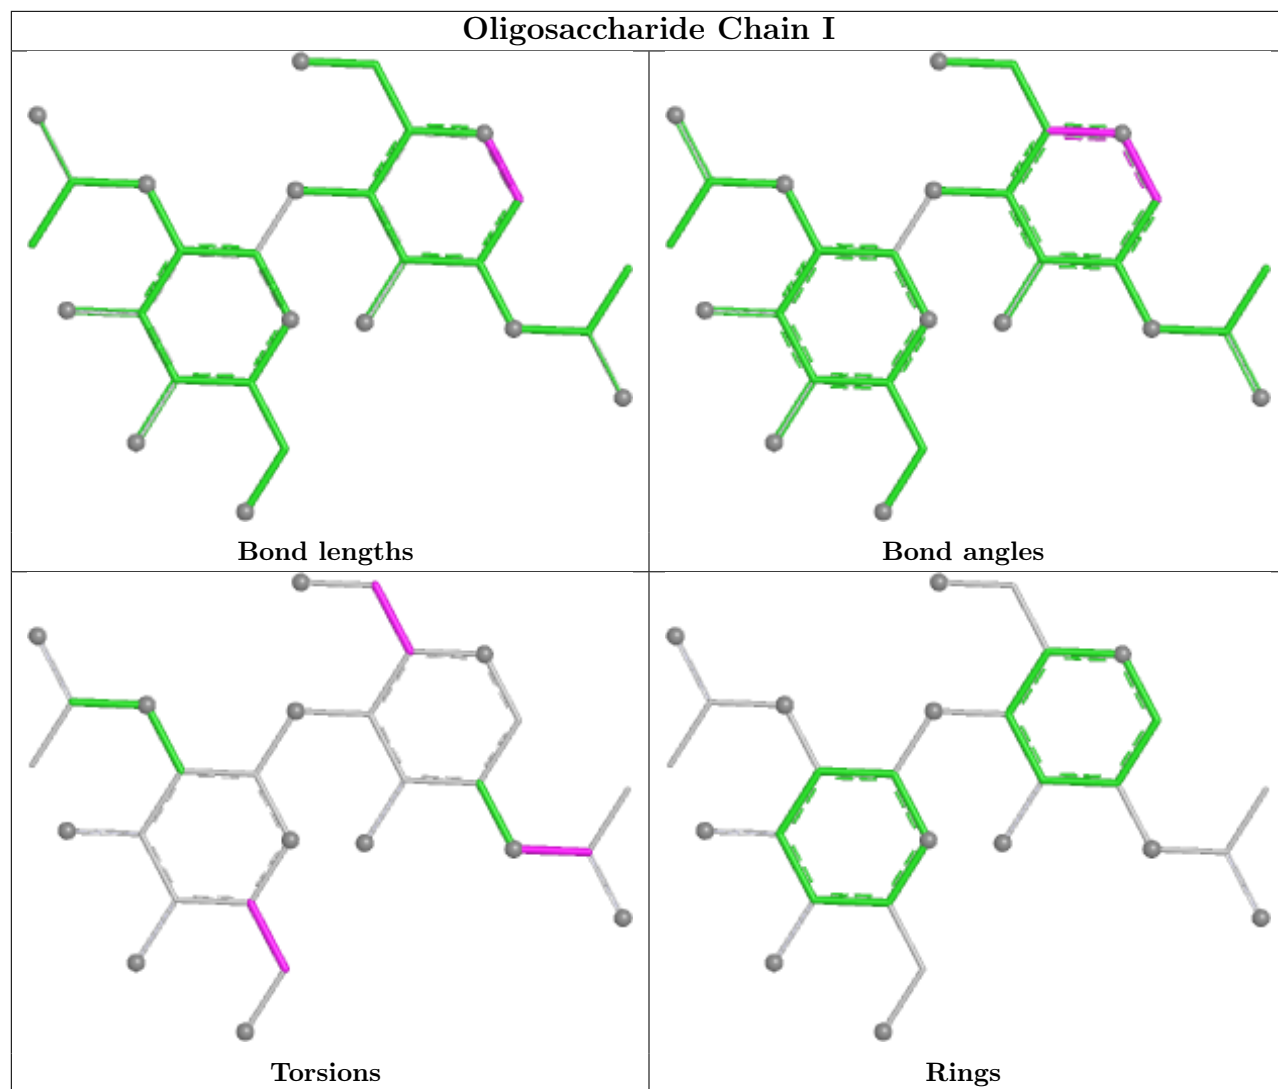 Oligosaccharide Chain I
Bond lengths
Bond angles
Torsions
Rings